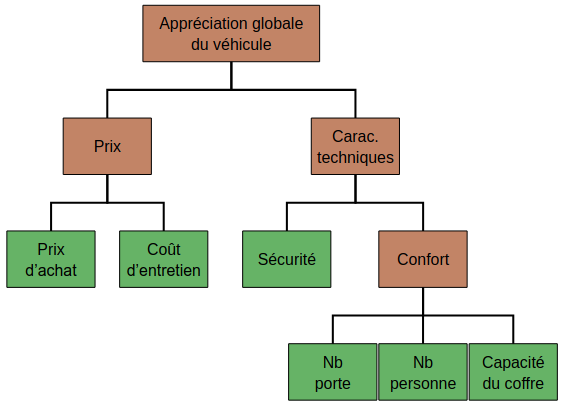 Appréciation globale
du véhicule
Prix
Carac.
techniques
Prix
d’achat
Coût
d’entretien
Sécurité
Confort
Nb
porte
Nb
personne
Capacité
du coffre